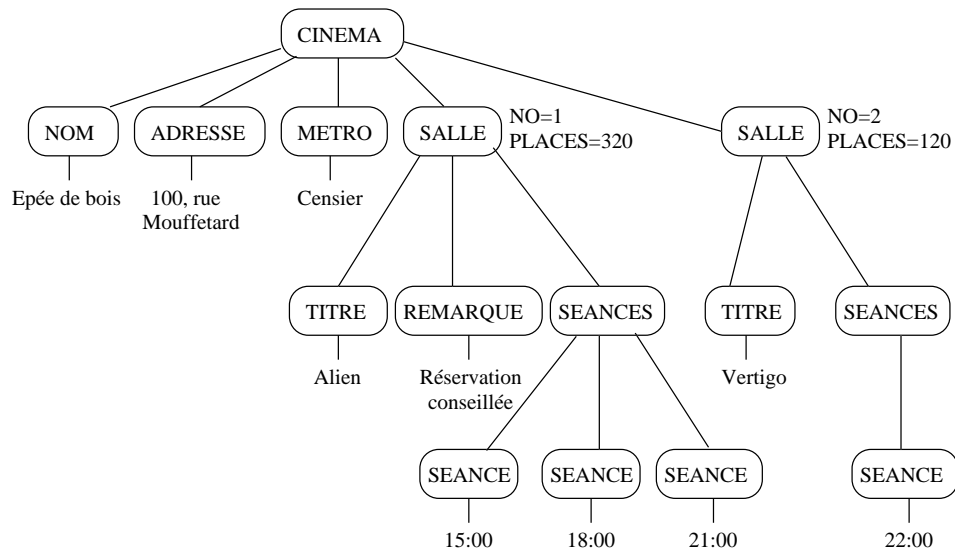 CINEMA
NOM
ADRESSE
METRO
SALLE
NO=1
PLACES=320
SALLE
NO=2
PLACES=120
Epée de bois
100, rue
Mouffetard
Censier
TITRE
REMARQUE
SEANCES
TITRE
SEANCES
Alien
Réservation
conseillée
Vertigo
SEANCE
SEANCE
SEANCE
SEANCE
15:00
18:00
21:00
22:00